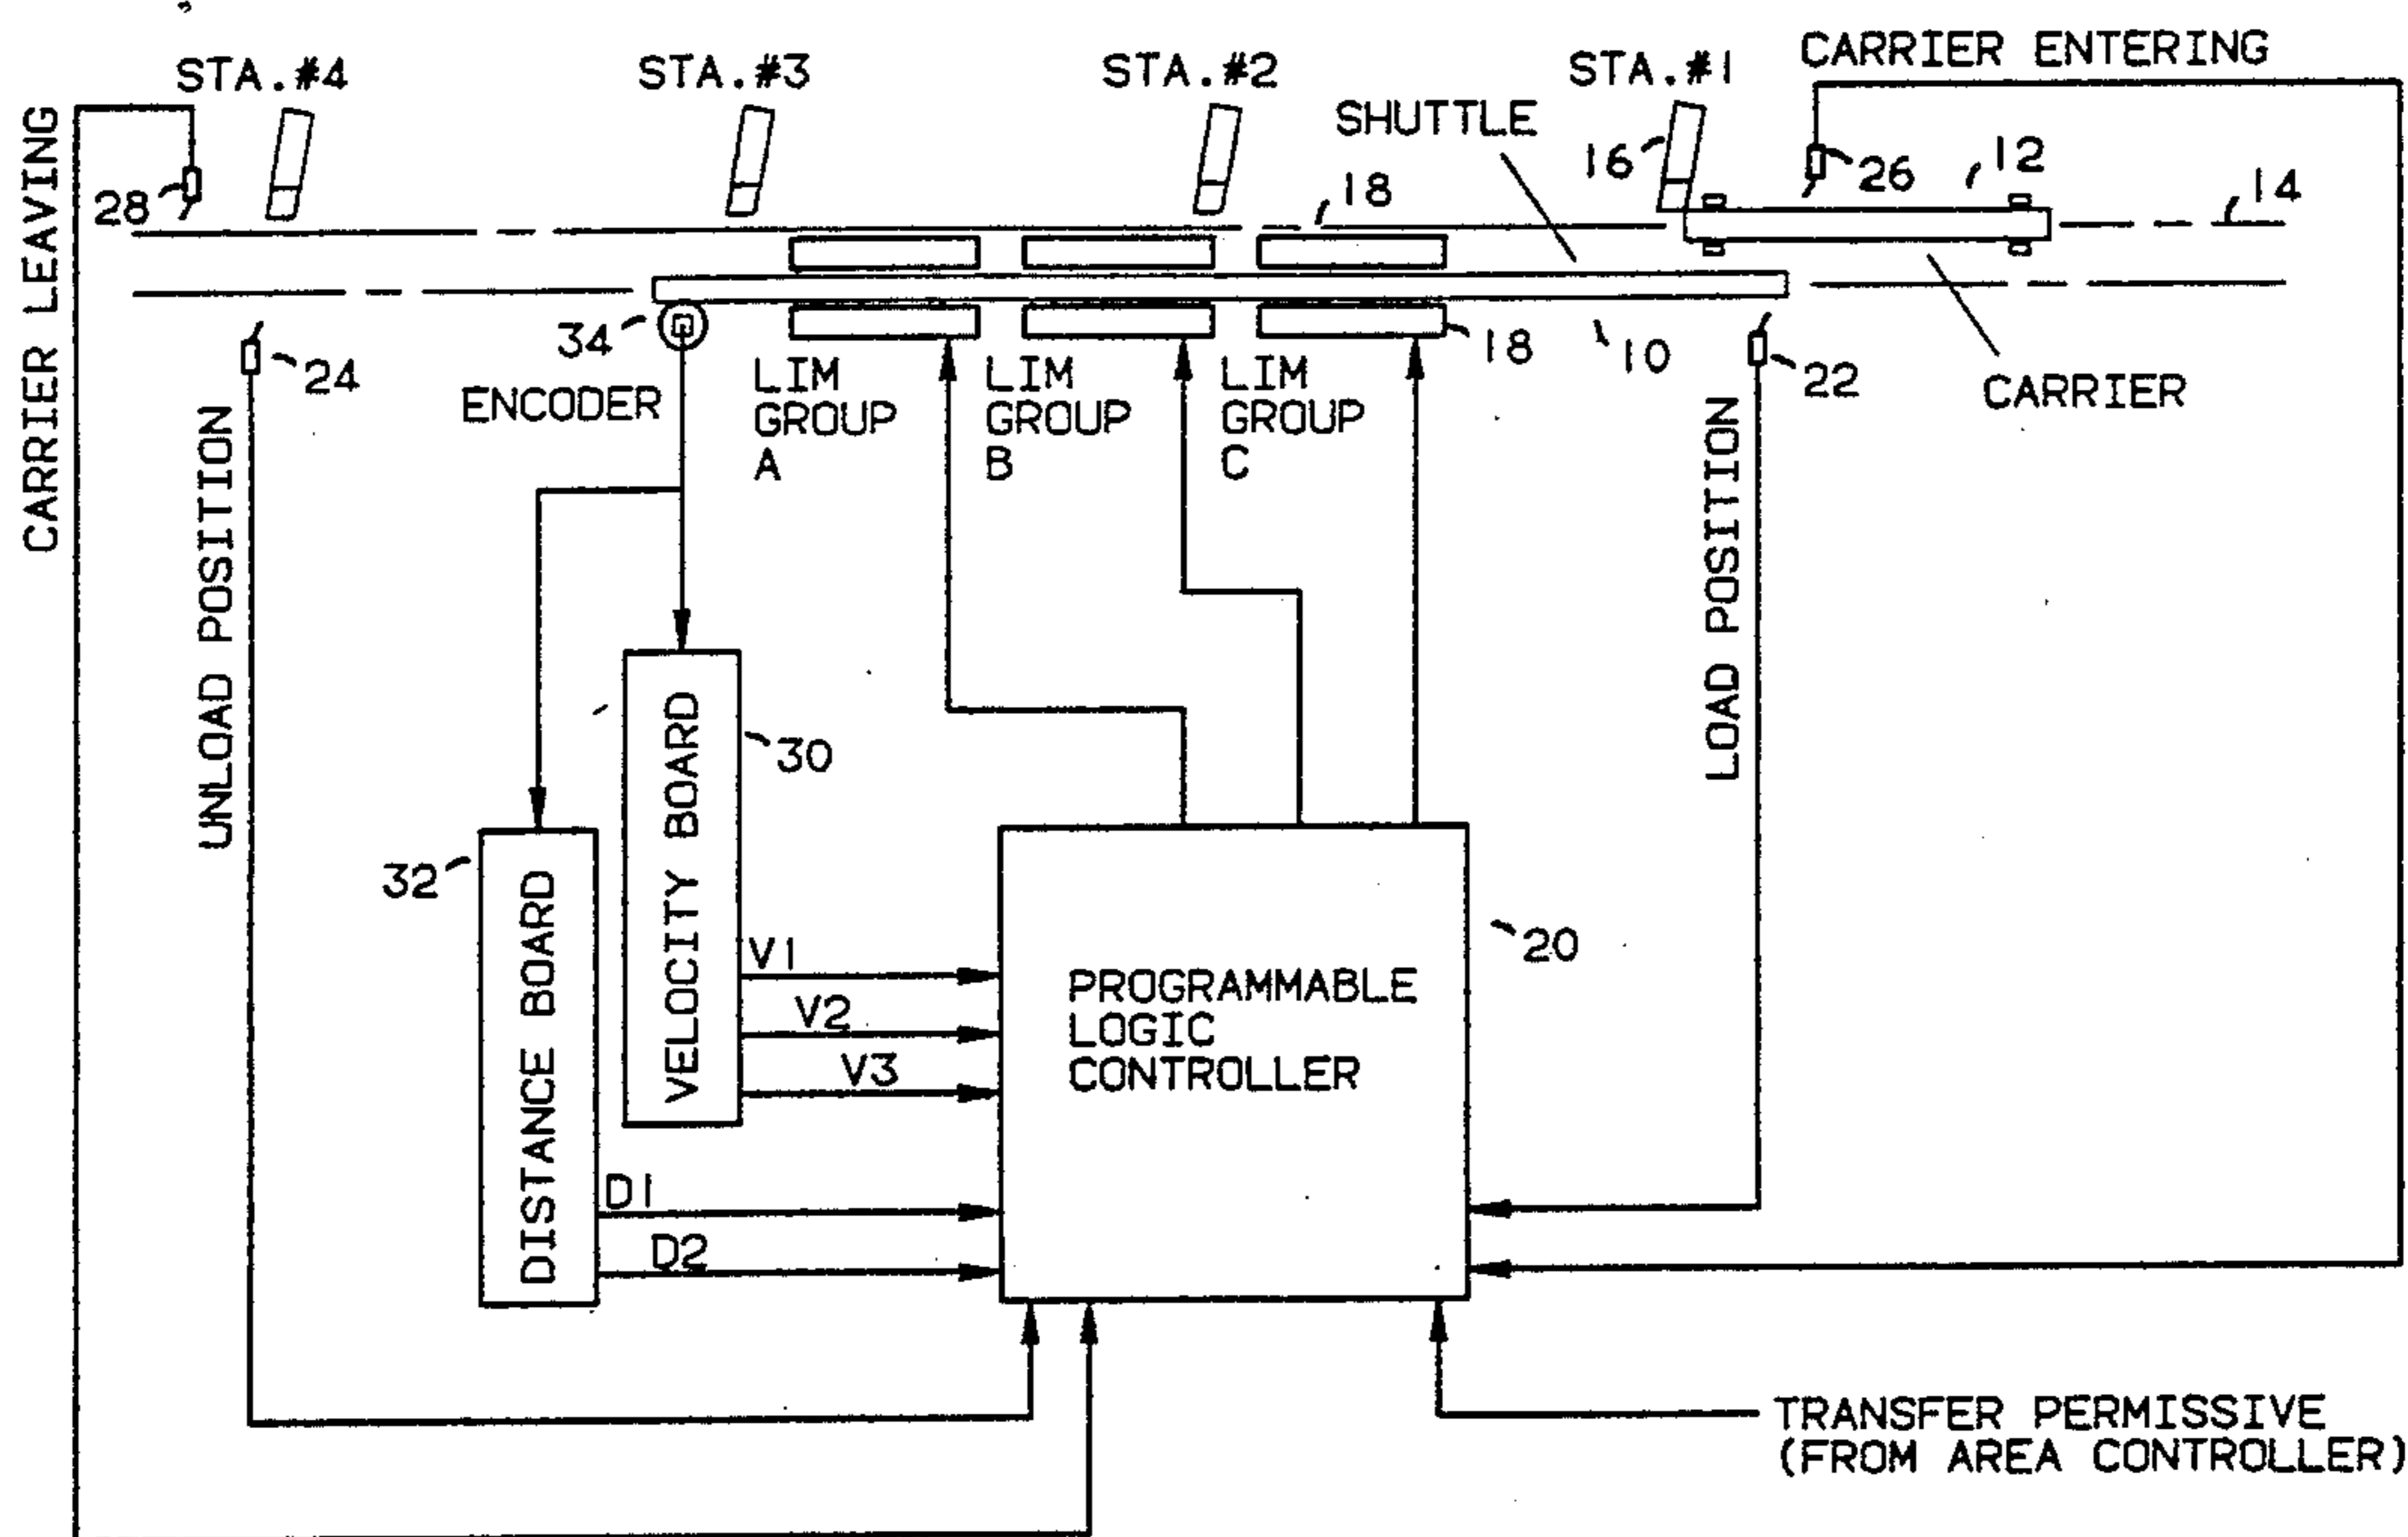 STA.#4
STA.#3
STA.#2
STA.#1
CARRIER ENTERING
SHUTTLE
16
26
12
14
18
28
CARRIER LEAVING
34
18
10
22
24
CARRIER
ENCODER
LIM
GROUP
A
LIM
GROUP
B
LIM
GROUP
C
UNLOAD POSITION
LOAD POSITION
VELOCITY BOARD
30
32
DISTANCE BOARD
20
V1
V2
V3
PROGRAMMABLE
LOGIC
CONTROLLER
D1
D2
TRANSFER PERMISSIVE
(FROM AREA CONTROLLER)